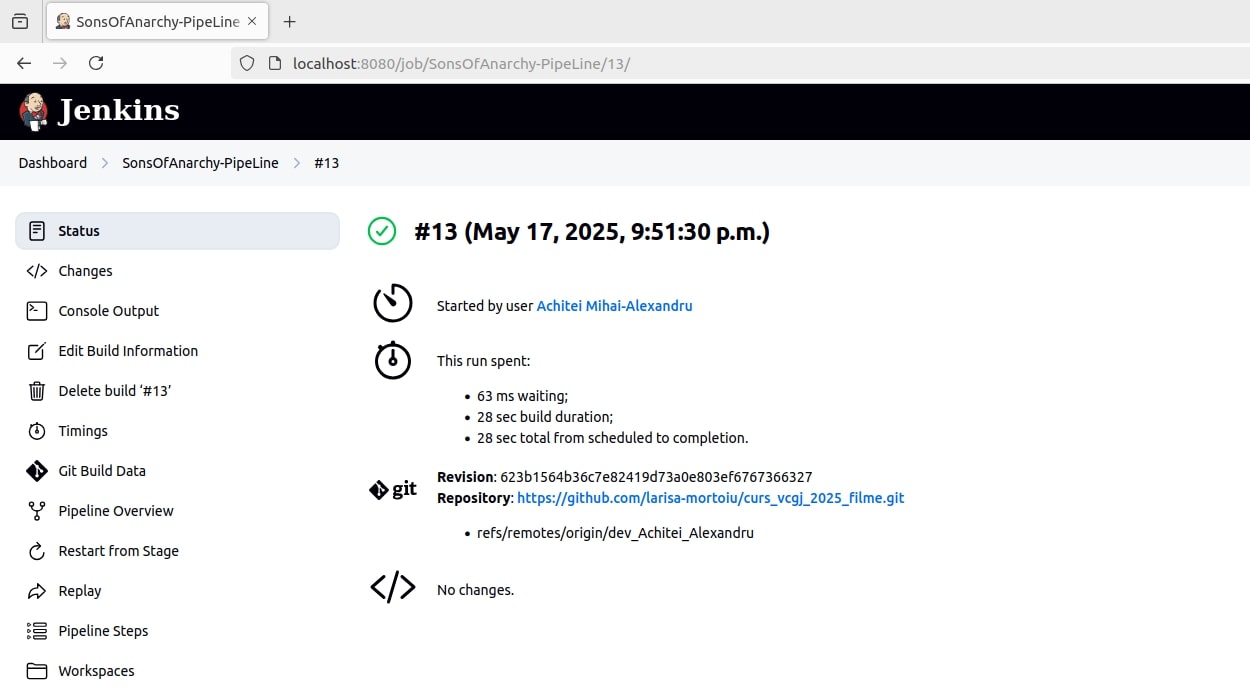 SonsOfAnarchy-PipeLine
localhost:8080/job/SonsOfAnarchy-PipeLine/13/
Jenkins
Dashboard > SonsOfAnarchy-PipeLine > #13
Status
Changes
Console Output
Edit Build Information
Delete build ‘#13’
Timings
Git Build Data
Pipeline Overview
Restart from Stage
Replay
Pipeline Steps
Workspaces
#13 (May 17, 2025, 9:51:30 p.m.)
Started by user Achitei Mihai-Alexandru
This run spent:
• 63 ms waiting;
• 28 sec build duration;
• 28 sec total from scheduled to completion.
git
Revision: 623b1564b36c7e82419d73a0e803ef6767366327
Repository: https://github.com/larisa-mortoiu/curs_vcgj_2025_filme.git
• refs/remotes/origin/dev_Achitei_Alexandru
No changes.